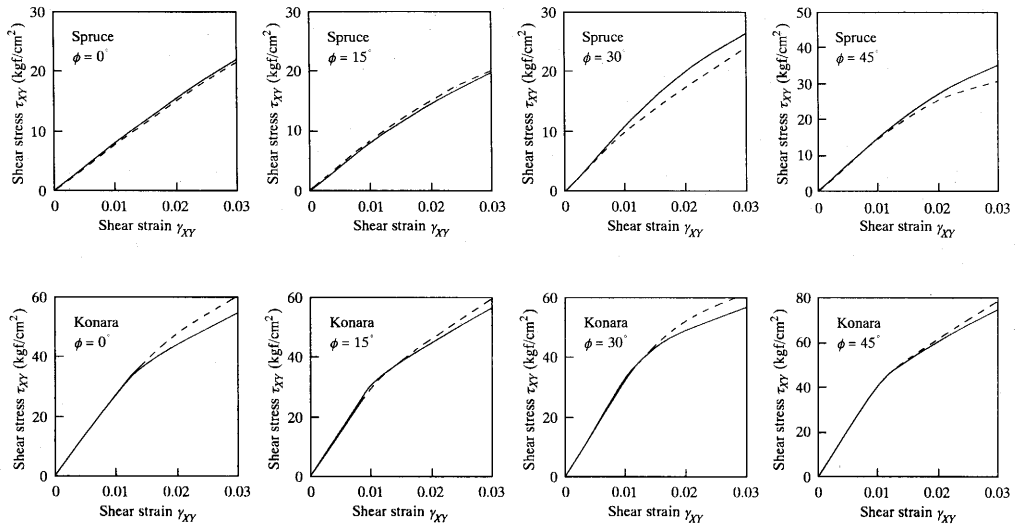 Shear stress τXY (kgf/cm²)
30
20
10
0
Spruce
ϕ = 0°
0 0.01 0.02 0.03
Shear strain γXY
Shear stress τXY (kgf/cm²)
30
20
10
0
Spruce
ϕ = 15°
0 0.01 0.02 0.03
Shear strain γXY
Shear stress τXY (kgf/cm²)
30
20
10
0
Spruce
ϕ = 30°
0 0.01 0.02 0.03
Shear strain γXY
Shear stress τXY (kgf/cm²)
50
40
30
20
10
0
Spruce
ϕ = 45°
0 0.01 0.02 0.03
Shear strain γXY
Shear stress τXY (kgf/cm²)
60
40
20
0
Konara
ϕ = 0°
0 0.01 0.02 0.03
Shear strain γXY
Shear stress τXY (kgf/cm²)
60
40
20
0
Konara
ϕ = 15°
0 0.01 0.02 0.03
Shear strain γXY
Shear stress τXY (kgf/cm²)
60
40
20
0
Konara
ϕ = 30°
0 0.01 0.02 0.03
Shear strain γXY
Shear stress τXY (kgf/cm²)
80
60
40
20
0
Konara
ϕ = 45°
0 0.01 0.02 0.03
Shear strain γXY